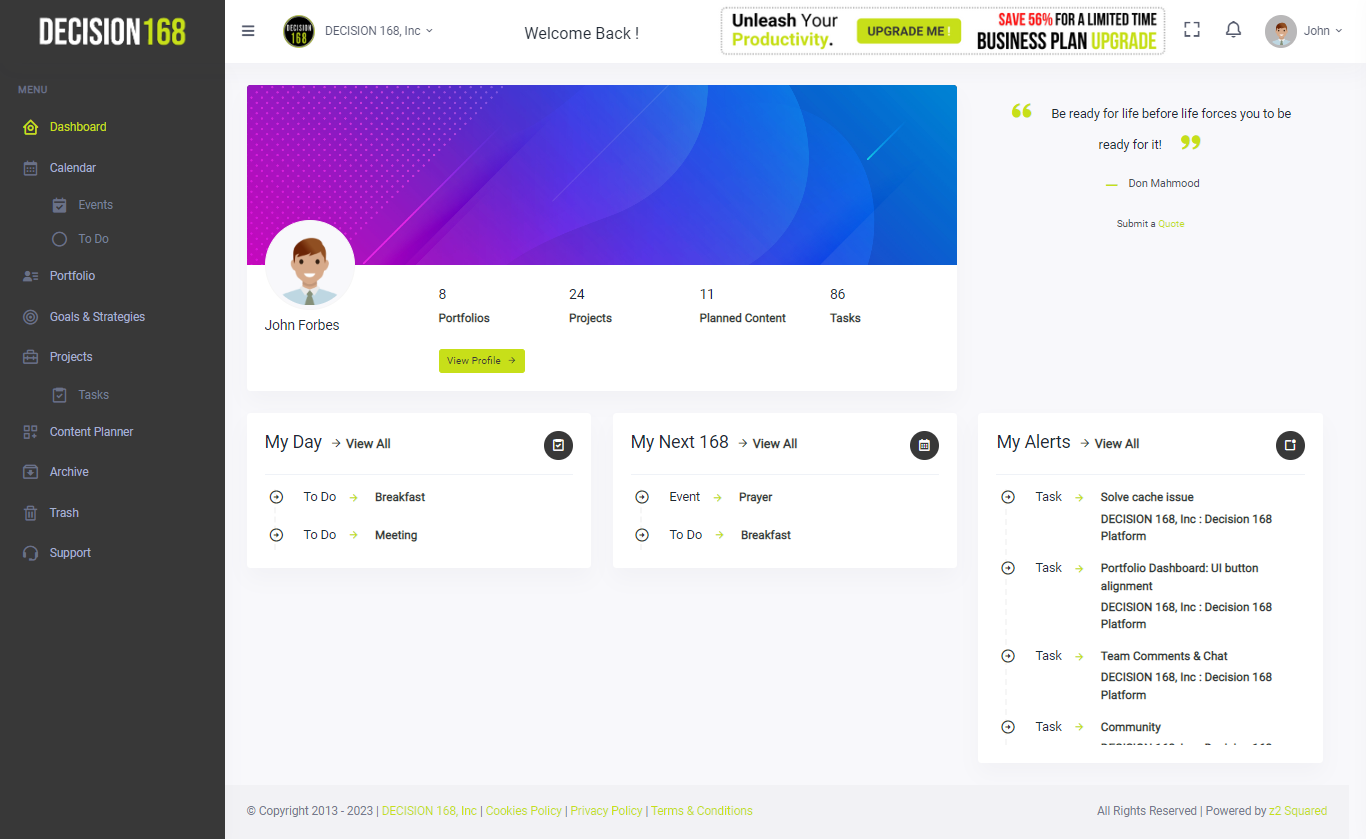 DECISION168
MENU
Dashboard
Calendar
Events
To Do
Portfolio
Goals & Strategies
Projects
Tasks
Content Planner
Archive
Trash
Support
DECISION 168
DECISION 168, Inc
Welcome Back !
Unleash Your
Productivity.
UPGRADE ME !
SAVE 56% FOR A LIMITED TIME
BUSINESS PLAN UPGRADE
John
John Forbes
8
Portfolios
24
Projects
11
Planned Content
86
Tasks
View Profile
Be ready for life before life forces you to be
ready for it!
Don Mahmood
Submit a Quote
My Day → View All
To Do → Breakfast
To Do → Meeting
My Next 168 → View All
Event → Prayer
To Do → Breakfast
My Alerts → View All
Task → Solve cache issue
DECISION 168, Inc : Decision 168
Platform
Task → Portfolio Dashboard: UI button
alignment
DECISION 168, Inc : Decision 168
Platform
Task → Team Comments & Chat
DECISION 168, Inc : Decision 168
Platform
Task → Community
© Copyright 2013 - 2023 | DECISION 168, Inc | Cookies Policy | Privacy Policy | Terms & Conditions
All Rights Reserved | Powered by z2 Squared